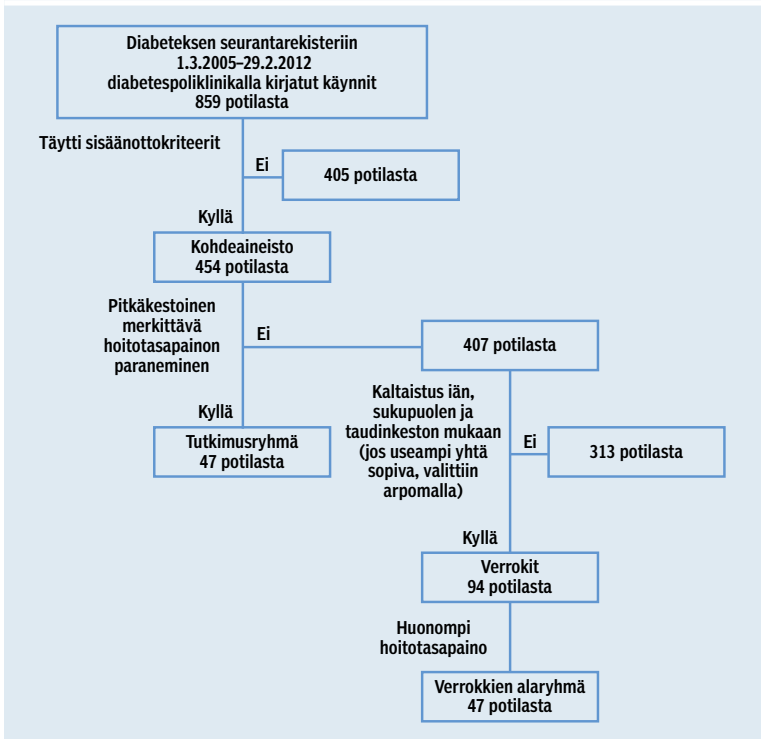 Diabeteksen seurantarekisteriin
1.3.2005–29.2.2012
diabetespoliklinikalla kirjatut käynnit
859 potilasta
Täytti sisäänottokriteerit
Ei
405 potilasta
Kyllä
Kohdeaineisto
454 potilasta
Pitkäkestoinen
merkittävä
hoitotasapainon
paraneminen
Ei
407 potilasta
Kyllä
Tutkimusryhmä
47 potilasta
Kaltaistus iän,
sukupuolen ja
taudinkeston mukaan
(jos useampi yhtä
sopiva, valittiin
arpomalla)
Ei
313 potilasta
Kyllä
Verrokit
94 potilasta
Huonompi
hoitotasapaino
Verrokkien alaryhmä
47 potilasta